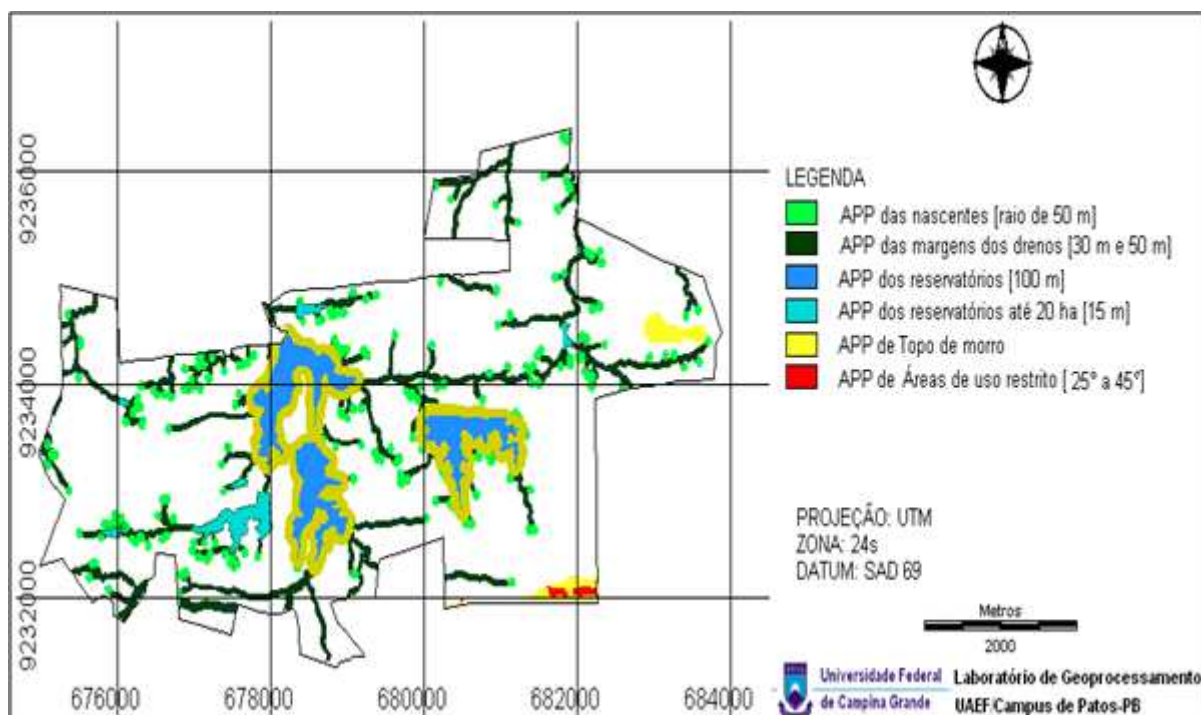 9236000
9234000
9232000
676000
678000
680000
682000
684000
LEGENDA
APP das nascentes [raio de 50 m]
APP das margens dos drenos [30 m e 50 m]
APP dos reservatórios [100 m]
APP dos reservatórios até 20 ha [15 m]
APP de Topo de morro
APP de Áreas de uso restrito [ 25° a 45°]
PROJEÇÃO: UTM
ZONA: 24s
DATUM: SAD 69
Metros
2000
Universidade Federal
de Campina Grande
Laboratório de Geoprocessamento
UAEF/Campus de Patos-PB